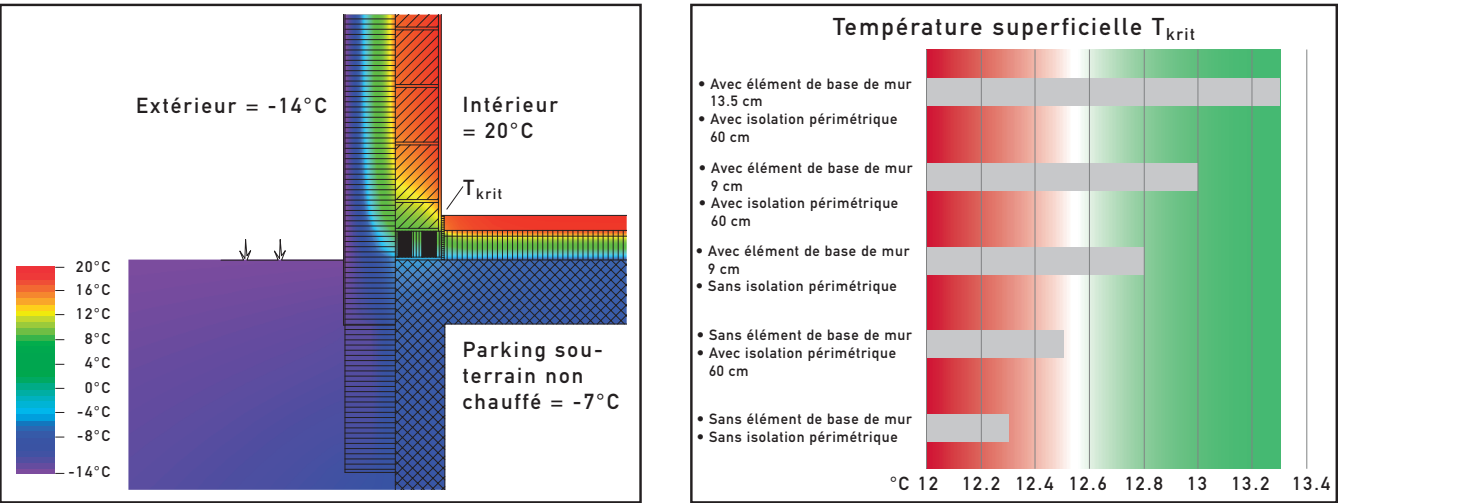 Extérieur = -14°C
Intérieur
= 20°C
Tkrit
20°C
16°C
12°C
8°C
4°C
0°C
-4°C
-8°C
-14°C
Parking sou-
terrain non
chauffé = -7°C
Température superficielle Tkrit
• Avec élément de base de mur
13.5 cm
• Avec isolation périmétrique
60 cm
• Avec élément de base de mur
9 cm
• Avec isolation périmétrique
60 cm
• Avec élément de base de mur
9 cm
• Sans isolation périmétrique
• Sans élément de base de mur
• Avec isolation périmétrique
60 cm
• Sans élément de base de mur
• Sans isolation périmétrique
°C 12 12.2 12.4 12.6 12.8 13 13.2 13.4